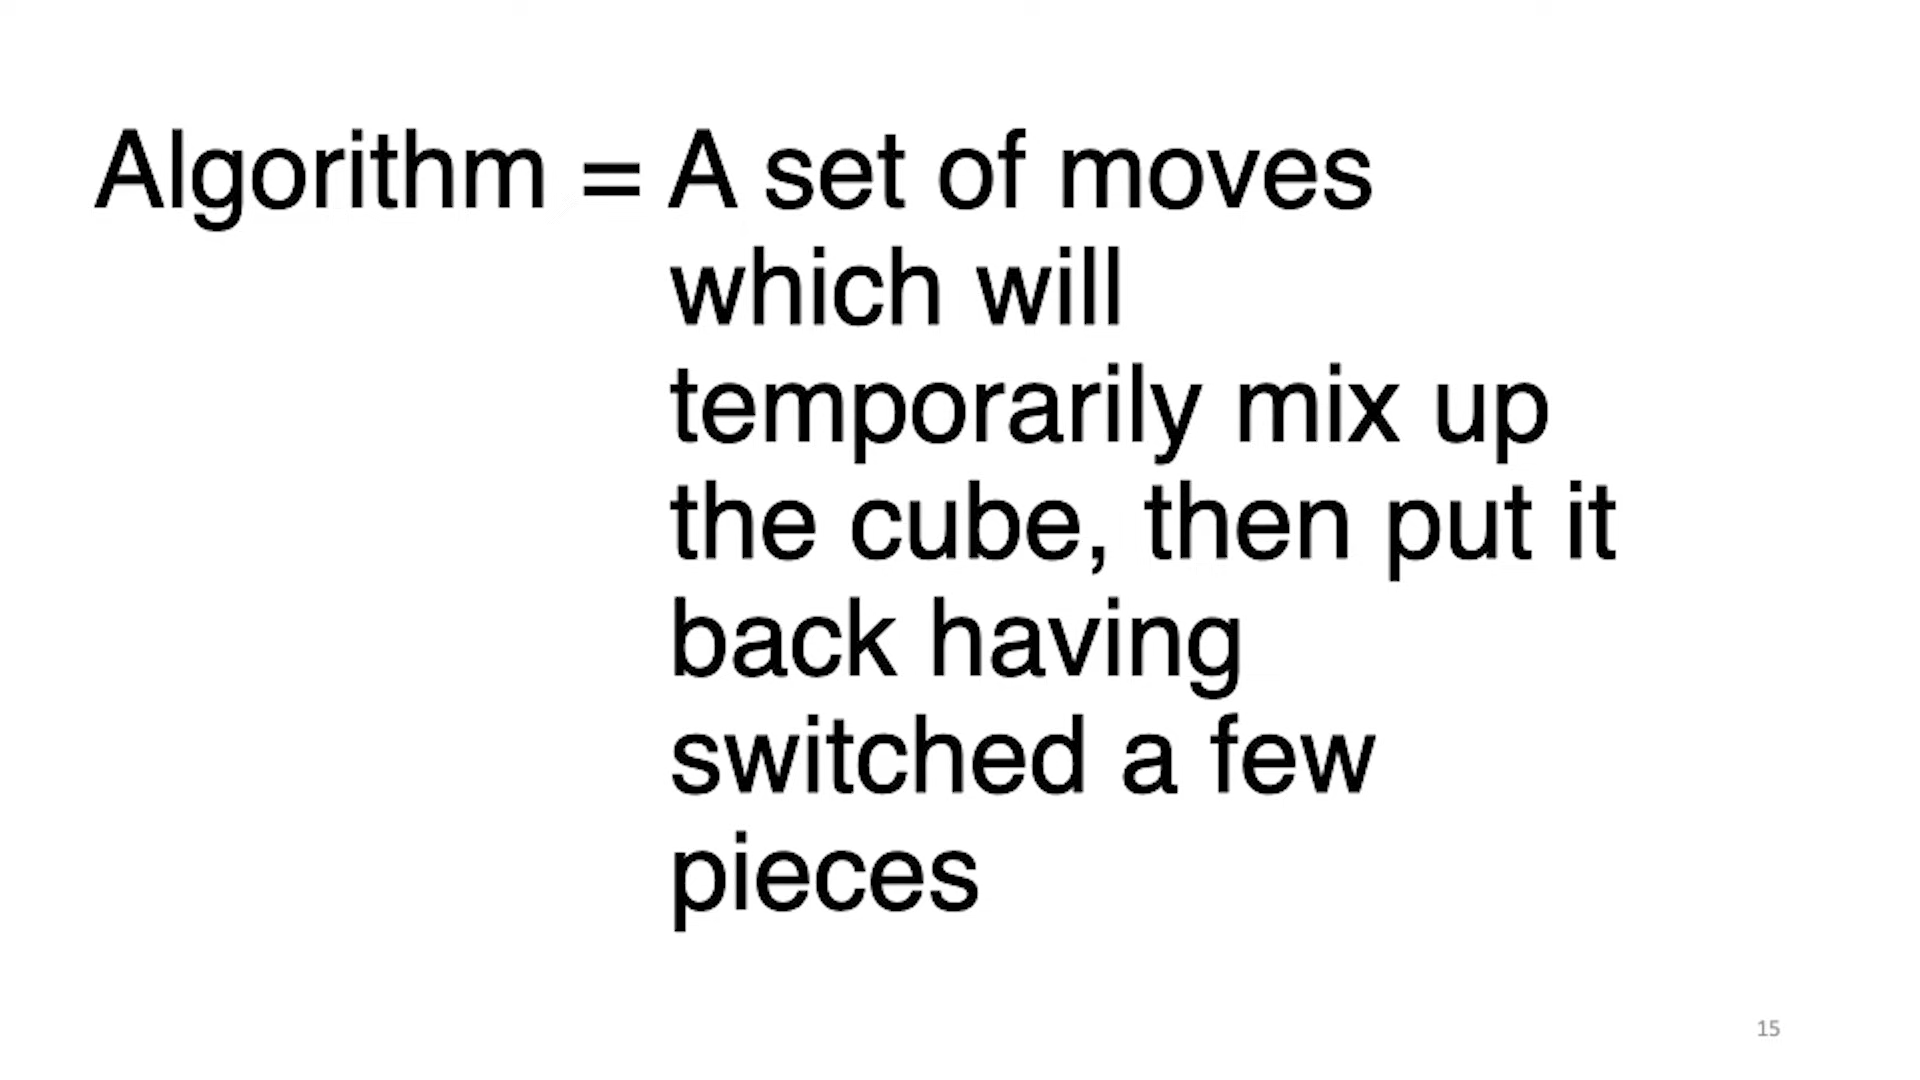 Algorithm = A set of moves
which will
temporarily mix up
the cube, then put it
back having
switched a few
pieces
15